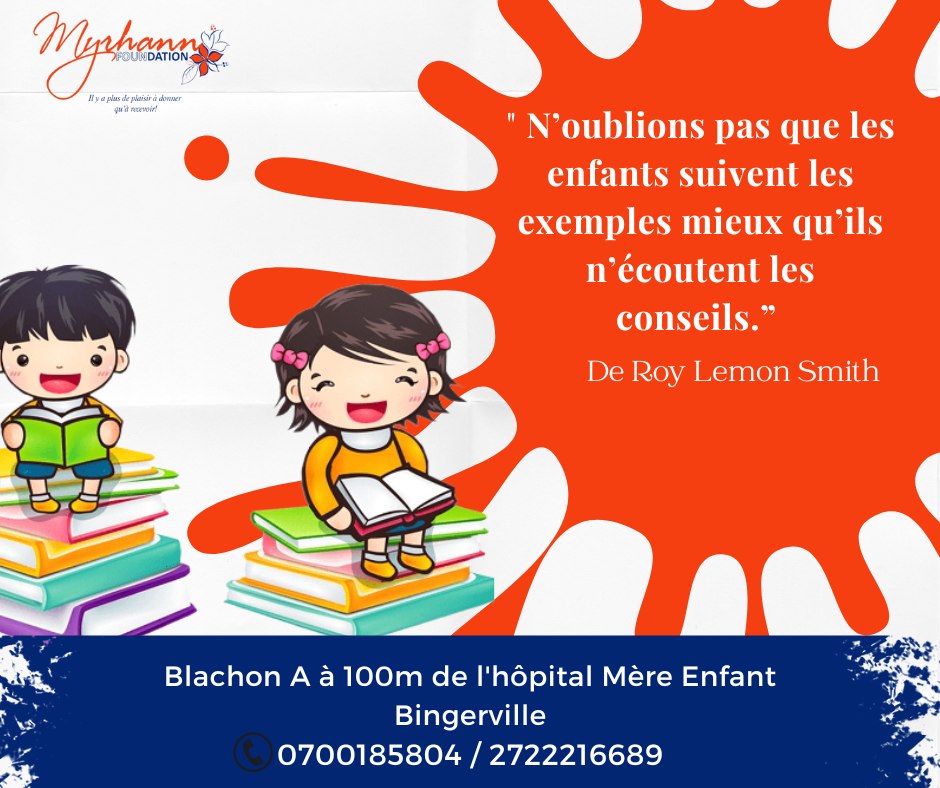 Myrhann
FOUNDATION
Il y a plus de plaisir à donner
qu'à recevoir!
" N’oublions pas que les
enfants suivent les
exemples mieux qu’ils
n’écoutent les
conseils.”
De Roy Lemon Smith
Blachon A à 100m de l'hôpital Mère Enfant
Bingerville
0700185804 / 2722216689